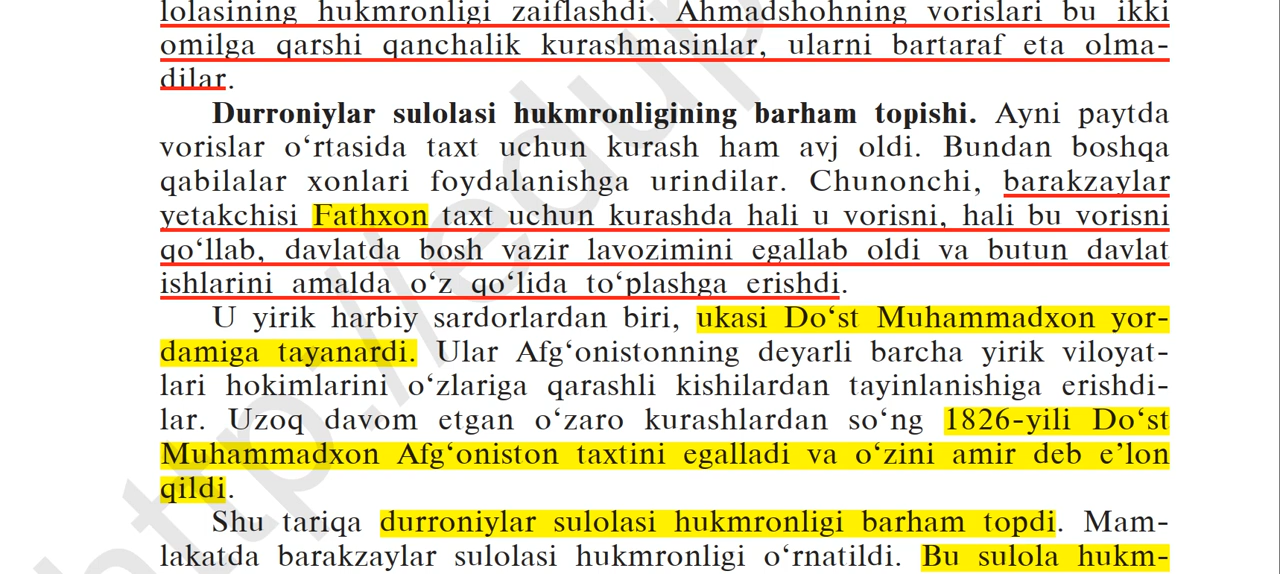 lolasining hukmronligi zaiflashdi. Ahmadshohning vorislari bu ikki
omilga qarshi qanchalik kurashmasinlar, ularni bartaraf eta olma-
dilar.
Durroniylar sulolasi hukmronligining barham topishi. Ayni paytda
vorislar o‘rtasida taxt uchun kurash ham avj oldi. Bundan boshqa
qabilalar xonlari foydalanishga urindilar. Chunonchi, barakzaylar
yetakchisi Fathxon taxt uchun kurashda hali u vorisni, hali bu vorisni
qo‘llab, davlatda bosh vazir lavozimini egallab oldi va butun davlat
ishlarini amalda o‘z qo‘lida to‘plashga erishdi.
U yirik harbiy sardorlardan biri, ukasi Do‘st Muhammadxon yor-
damiga tayanardi. Ular Afg‘onistonning deyarli barcha yirik viloyat-
lari hokimlarini o‘zlariga qarashli kishilardan tayinlanishiga erishdi-
lar. Uzoq davom etgan o‘zaro kurashlardan so‘ng 1826-yili Do‘st
Muhammadxon Afg‘oniston taxtini egalladi va o‘zini amir deb e’lon
qildi.
Shu tariqa durroniylar sulolasi hukmronligi barham topdi. Mam-
lakatda barakzaylar sulolasi hukmronligi o‘rnatildi. Bu sulola hukm-
http://edup